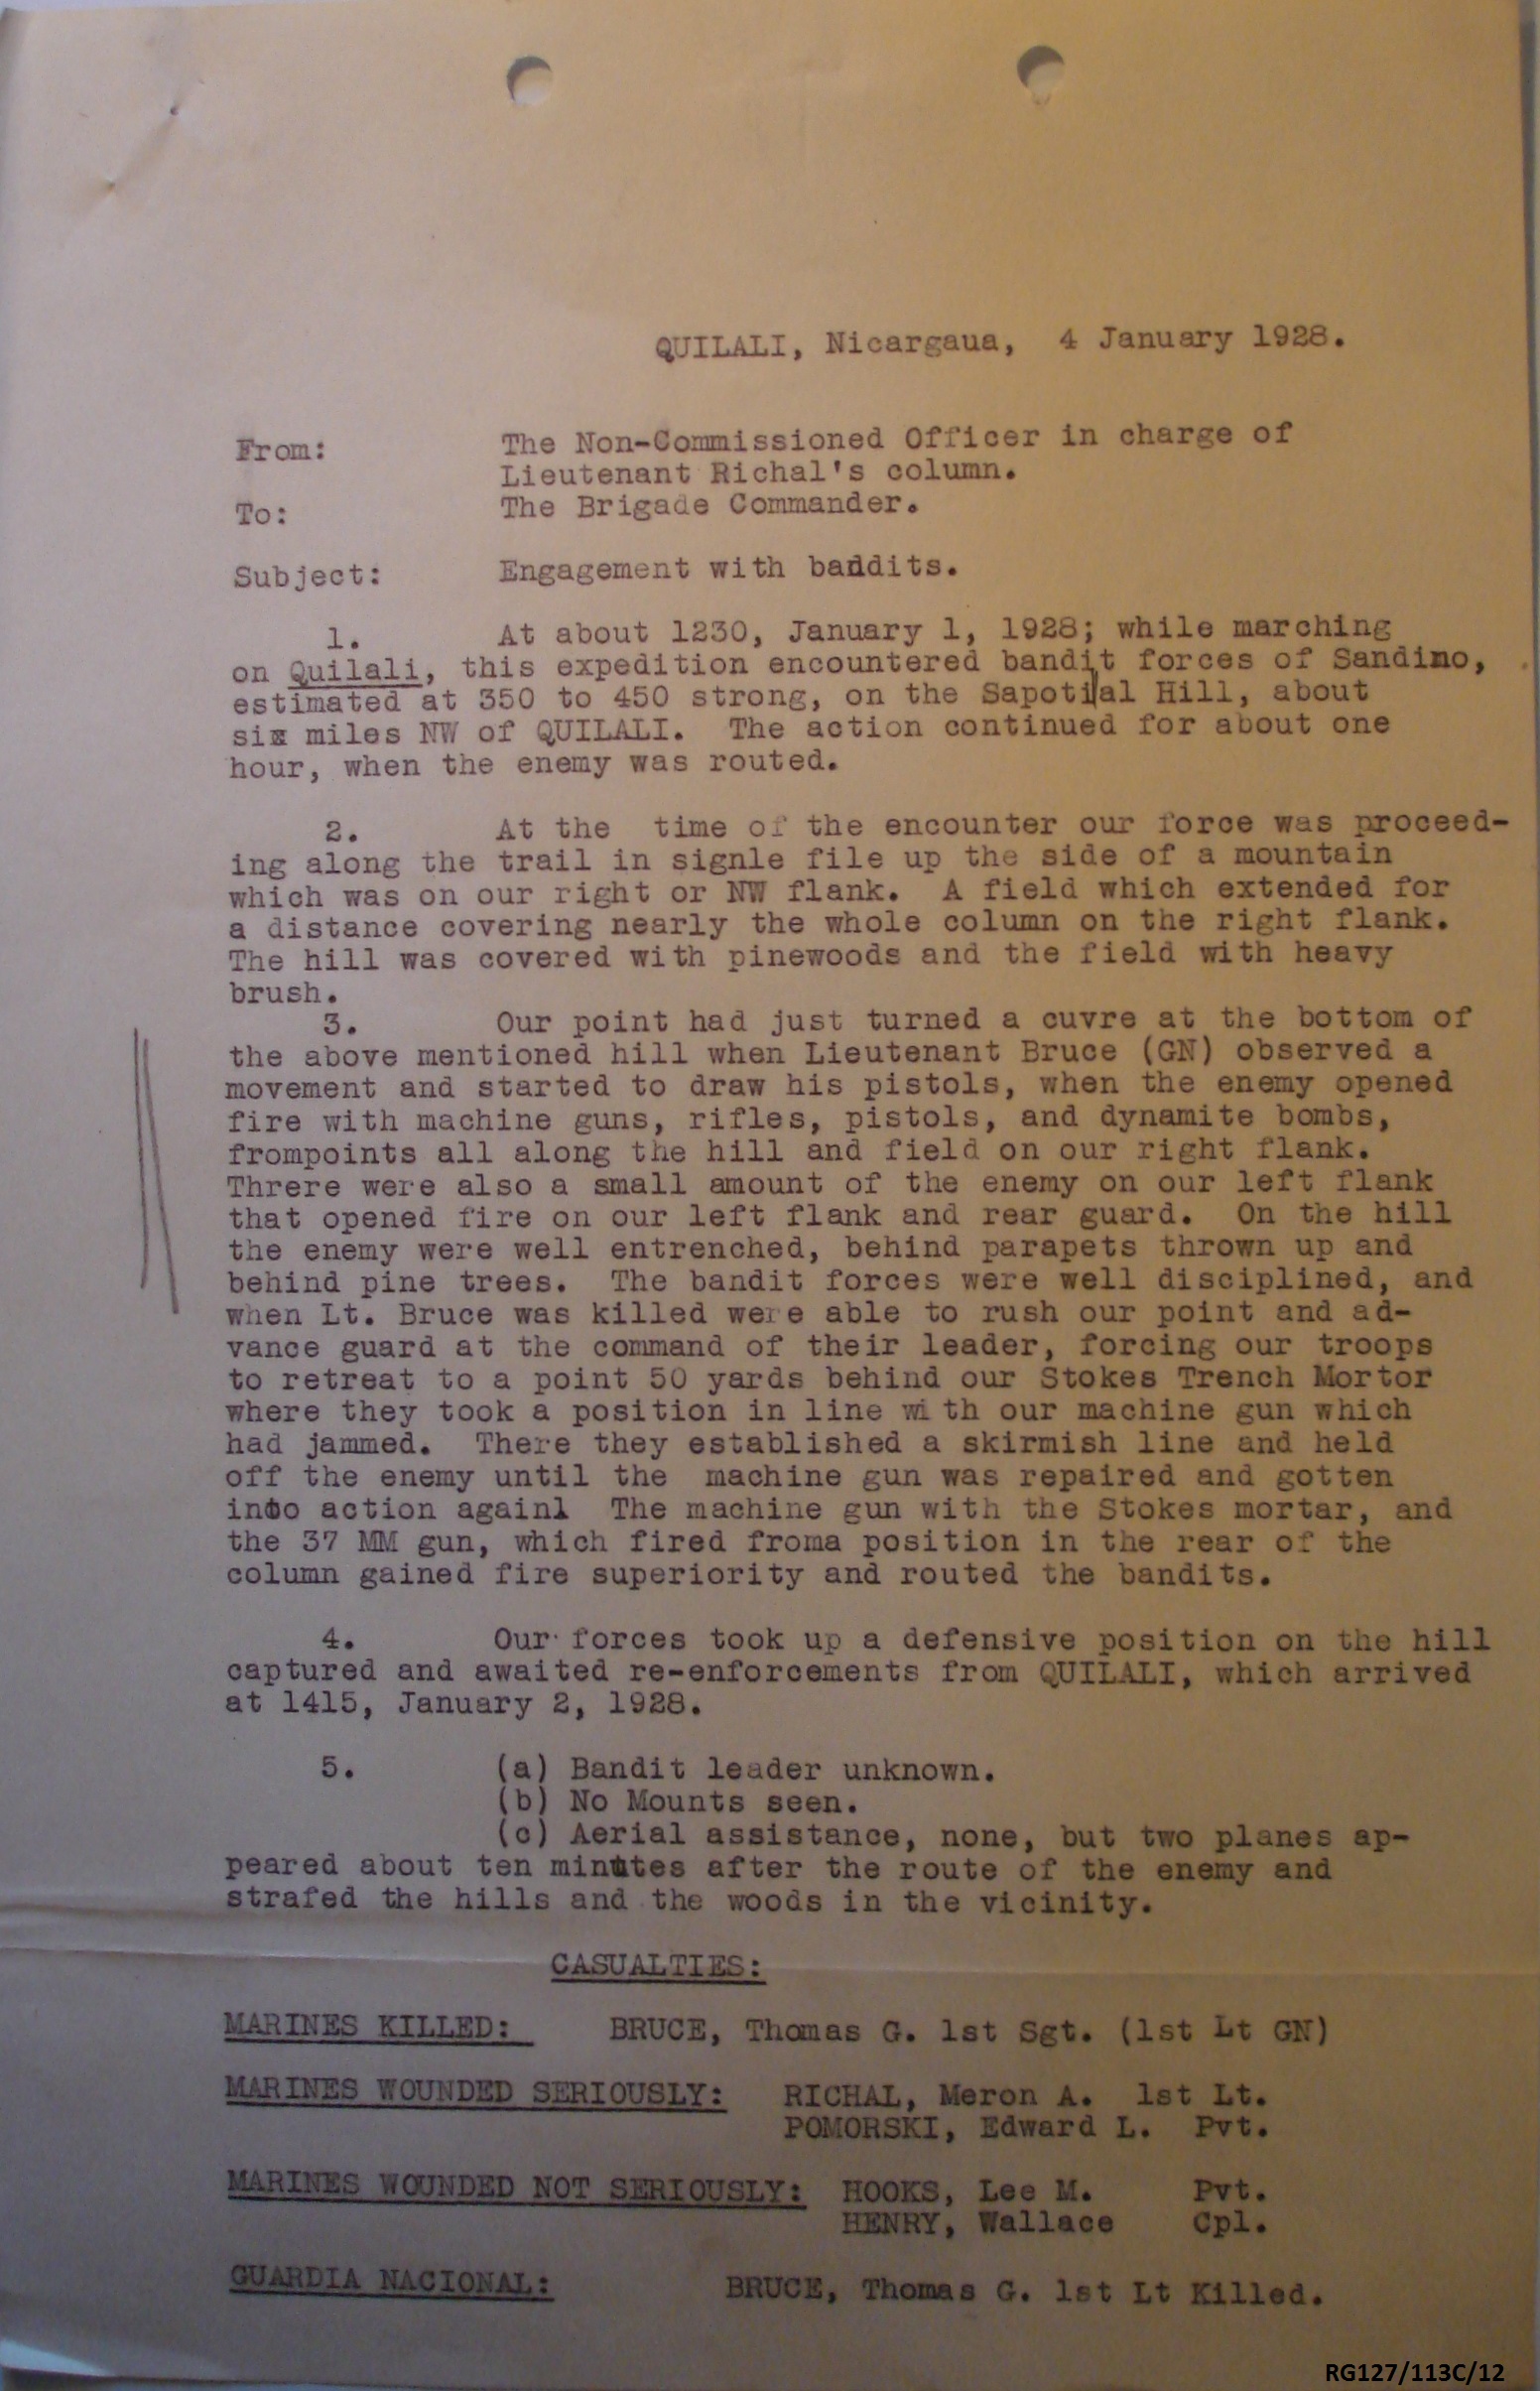 QUILALI, Nicargaua, 4 January 1928.
From: The Non-Commissioned Officer in charge of
Lieutenant Richal's column.
To: The Brigade Commander.
Subject: Engagement with bandits.
1. At about 1230, January 1, 1928; while marching
on Quilali, this expedition encountered bandit forces of Sandino,
estimated at 350 to 450 strong, on the Sapotilal Hill, about
six miles NW of QUILALI. The action continued for about one
hour, when the enemy was routed.
2. At the time of the encounter our force was proceed-
ing along the trail in signle file up the side of a mountain
which was on our right or NW flank. A field which extended for
a distance covering nearly the whole column on the right flank.
The hill was covered with pinewoods and the field with heavy
brush.
3. Our point had just turned a cuvre at the bottom of
the above mentioned hill when Lieutenant Bruce (GN) observed a
movement and started to draw his pistols, when the enemy opened
fire with machine guns, rifles, pistols, and dynamite bombs,
frompoints all along the hill and field on our right flank.
Threre were also a small amount of the enemy on our left flank
that opened fire on our left flank and rear guard. On the hill
the enemy were well entrenched, behind parapets thrown up and
behind pine trees. The bandit forces were well disciplined, and
when Lt. Bruce was killed were able to rush our point and ad-
vance guard at the command of their leader, forcing our troops
to retreat to a point 50 yards behind our Stokes Trench Mortor
where they took a position in line with our machine gun which
had jammed. There they established a skirmish line and held
off the enemy until the machine gun was repaired and gotten
into action again1 The machine gun with the Stokes mortar, and
the 37 MM gun, which fired froma position in the rear of the
column gained fire superiority and routed the bandits.
4. Our forces took up a defensive position on the hill
captured and awaited re-enforcements from QUILALI, which arrived
at 1415, January 2, 1928.
5. (a) Bandit leader unknown.
(b) No Mounts seen.
(c) Aerial assistance, none, but two planes ap-
peared about ten minutes after the route of the enemy and
strafed the hills and the woods in the vicinity.
CASUALTIES:
MARINES KILLED: BRUCE, Thomas G. 1st Sgt. (1st Lt GN)
MARINES WOUNDED SERIOUSLY: RICHAL, Meron A. 1st Lt.
POMORSKI, Edward L. Pvt.
MARINES WOUNDED NOT SERIOUSLY: HOOKS, Lee M. Pvt.
HENRY, Wallace Cpl.
GUARDIA NACIONAL: BRUCE, Thomas G. 1st Lt Killed.
RG127/113C/12